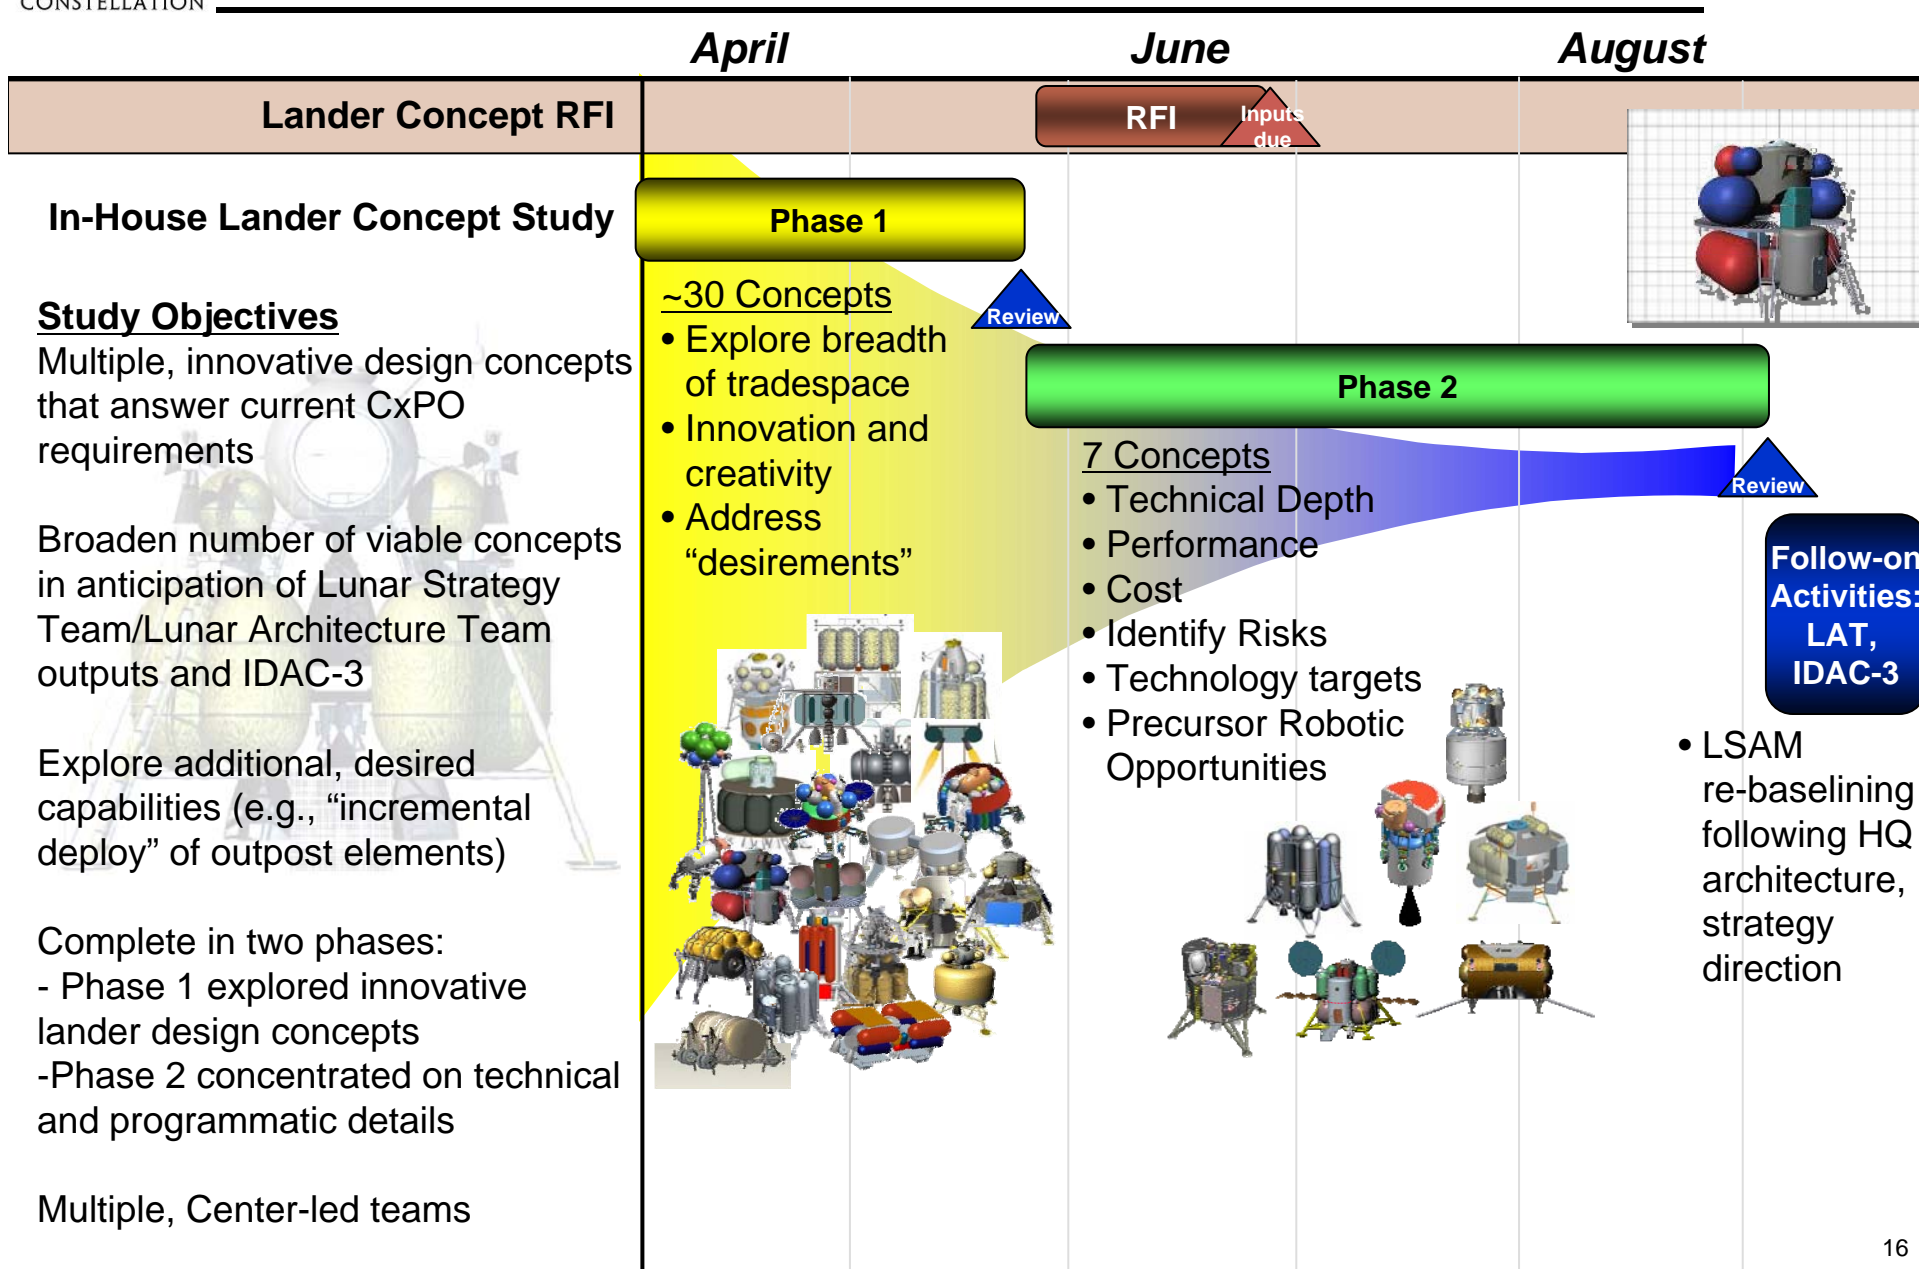 CONSTELLATION
April
June
August
Lander Concept RFI
RFI
Inputs
due
In-House Lander Concept Study
Phase 1
Study Objectives
Multiple, innovative design concepts
that answer current CxPO
requirements
Broaden number of viable concepts
in anticipation of Lunar Strategy
Team/Lunar Architecture Team
outputs and IDAC-3
Explore additional, desired
capabilities (e.g., “incremental
deploy” of outpost elements)
Complete in two phases:
- Phase 1 explored innovative
lander design concepts
-Phase 2 concentrated on technical
and programmatic details
Multiple, Center-led teams
~30 Concepts
• Explore breadth
of tradespace
• Innovation and
creativity
• Address
“desirements”
Review
Phase 2
7 Concepts
• Technical Depth
• Performance
• Cost
• Identify Risks
• Technology targets
• Precursor Robotic
Opportunities
Review
Follow-on
Activities:
LAT,
IDAC-3
• LSAM
re-baselining
following HQ
architecture,
strategy
direction
16